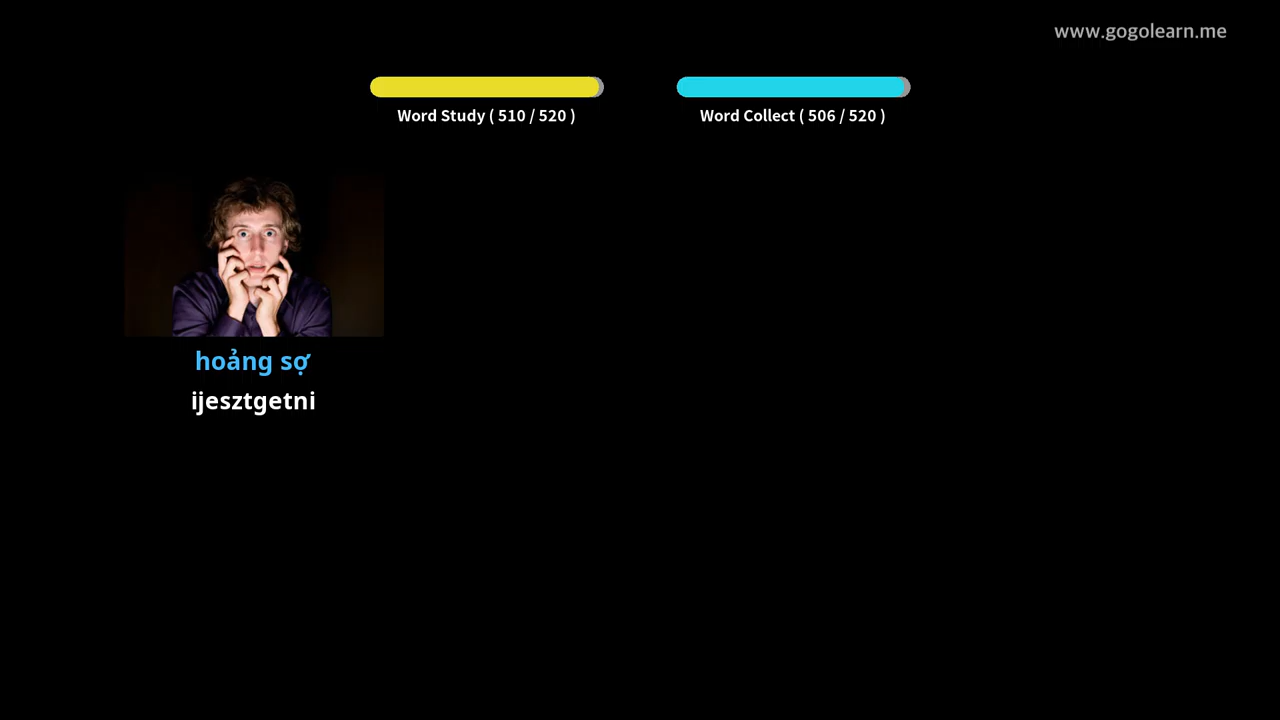 www.gogolearn.me
Word Study ( 510 / 520 )
Word Collect ( 506 / 520 )
hoảng sợ
ijesztgetni